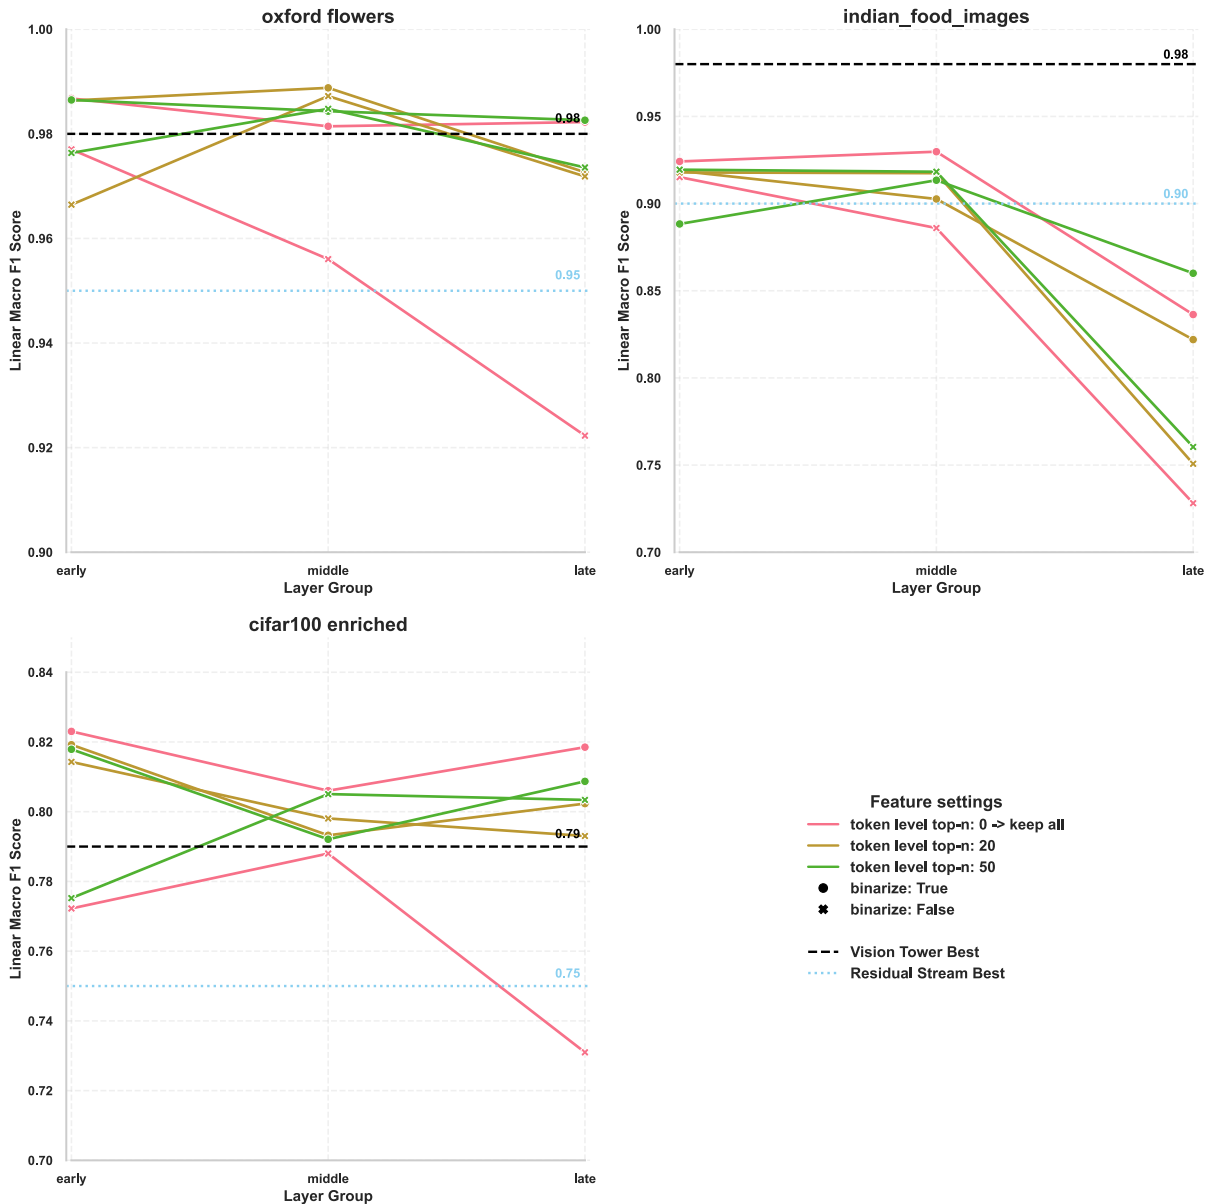 oxford flowers
1.00
0.98
0.96
0.94
0.92
0.90
Linear Macro F1 Score
0.98
0.95
early middle late
Layer Group
indian_food_images
1.00
0.95
0.90
0.85
0.80
0.75
0.70
Linear Macro F1 Score
0.98
0.90
early middle late
Layer Group
cifar100 enriched
0.84
0.82
0.80
0.78
0.76
0.74
0.72
0.70
Linear Macro F1 Score
0.79
0.75
early middle late
Layer Group
Feature settings
token level top-n: 0 -> keep all
token level top-n: 20
token level top-n: 50
binarize: True
binarize: False
Vision Tower Best
Residual Stream Best